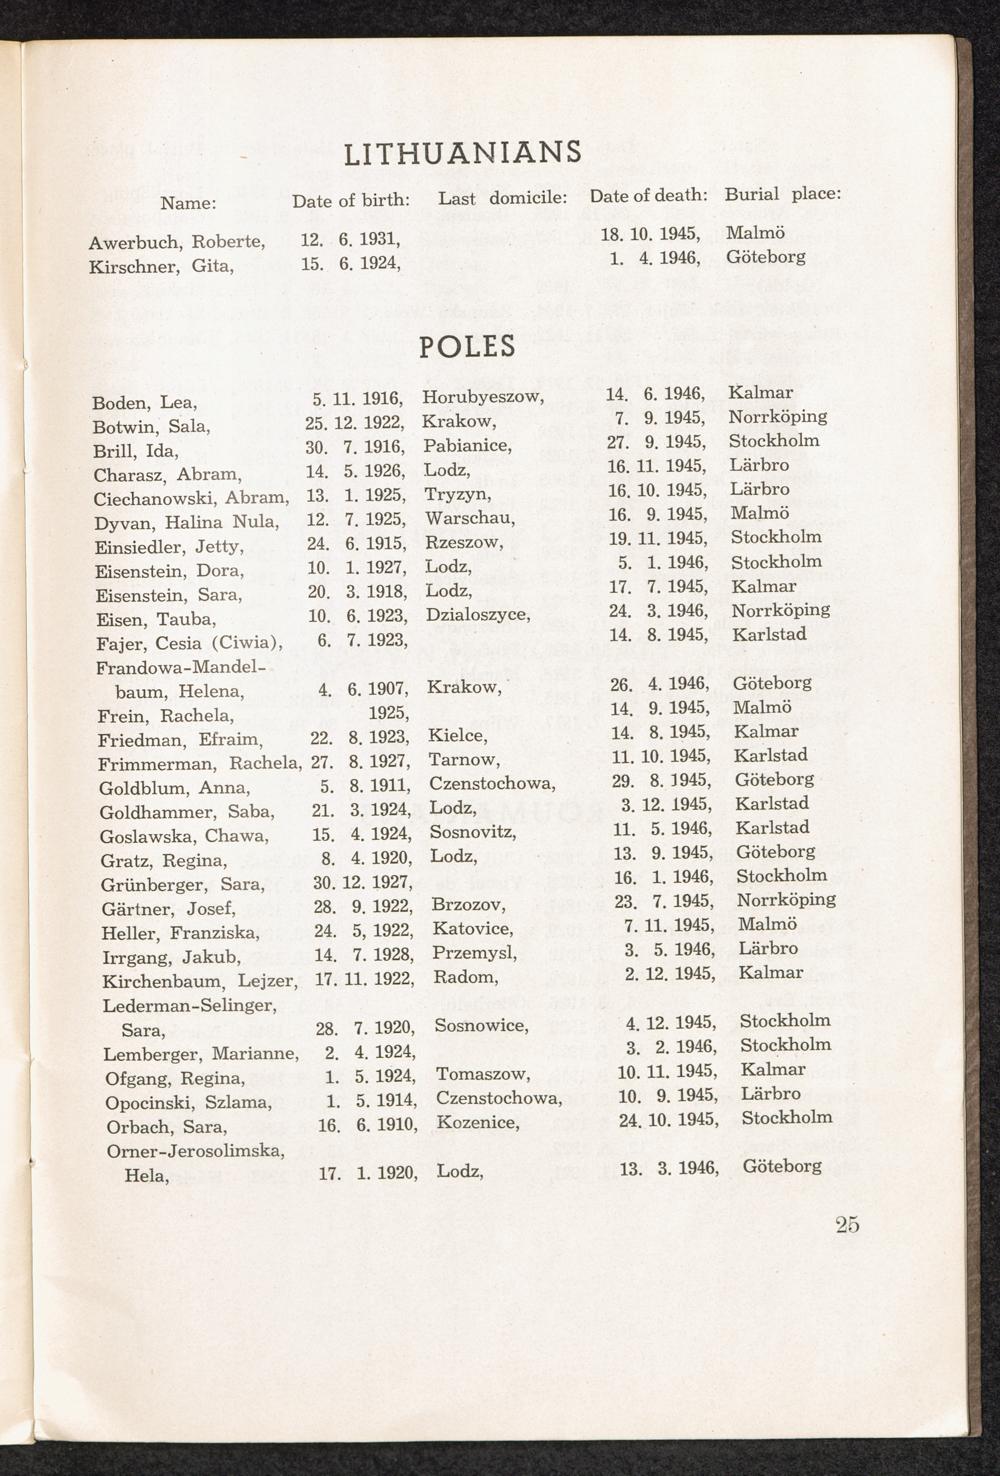 LITHUANIANS
Name: Date of birth: Last domicile: Date of death: Burial place:
Awerbuch, Roberte, 12. 6. 1931, 18. 10. 1945, Malmö
Kirschner, Gita, 15. 6. 1924, 1. 4. 1946, Göteborg
POLES
Boden, Lea, 5. 11. 1916, Horubyeszow, 14. 6. 1946, Kalmar
Botwin, Sala, 25. 12. 1922, Krakow, 7. 9. 1945, Norrköping
Brill, Ida, 30. 7. 1916, Pabianice, 27. 9. 1945, Stockholm
Charasz, Abram, 14. 5. 1926, Lodz, 16. 11. 1945, Lärbro
Ciechanowski, Abram, 13. 1. 1925, Tryzyn, 16. 10. 1945, Lärbro
Dyvan, Halina Nula, 12. 7. 1925, Warschau, 16. 9. 1945, Malmö
Einsiedler, Jetty, 24. 6. 1915, Rzeszow, 19. 11. 1945, Stockholm
Eisenstein, Dora, 10. 1. 1927, Lodz, 5. 1. 1946, Stockholm
Eisenstein, Sara, 20. 3. 1918, Lodz, 17. 7. 1945, Kalmar
Eisen, Tauba, 10. 6. 1923, Dzialoszyce, 24. 3. 1946, Norrköping
Fajer, Cesia (Ciwia), 6. 7. 1923, 14. 8. 1945, Karlstad
Frandowa-Mandel-
baum, Helena, 4. 6. 1907, Krakow, 26. 4. 1946, Göteborg
Frein, Rachela, 1925, 14. 9. 1945, Malmö
Friedman, Efraim, 22. 8. 1923, Kielce, 14. 8. 1945, Kalmar
Frimmerman, Rachela, 27. 8. 1927, Tarnow, 11. 10. 1945, Karlstad
Goldblum, Anna, 5. 8. 1911, Czenstochowa, 29. 8. 1945, Göteborg
Goldhammer, Saba, 21. 3. 1924, Lodz, 3. 12. 1945, Karlstad
Goslawska, Chawa, 15. 4. 1924, Sosnovitz, 11. 5. 1946, Karlstad
Gratz, Regina, 8. 4. 1920, Lodz, 13. 9. 1945, Göteborg
Grünberger, Sara, 30. 12. 1927, 16. 1. 1946, Stockholm
Gärtner, Josef, 28. 9. 1922, Brzozov, 23. 7. 1945, Norrköping
Heller, Franziska, 24. 5, 1922, Katovice, 7. 11. 1945, Malmö
Irrgang, Jakub, 14. 7. 1928, Przemysl, 3. 5. 1946, Lärbro
Kirchenbaum, Lejzer, 17. 11. 1922, Radom, 2. 12. 1945, Kalmar
Lederman-Selinger,
Sara, 28. 7. 1920, Sosnowice, 4. 12. 1945, Stockholm
Lemberger, Marianne, 2. 4. 1924, 3. 2. 1946, Stockholm
Ofgang, Regina, 1. 5. 1924, Tomaszow, 10. 11. 1945, Kalmar
Opocinski, Szlama, 1. 5. 1914, Czenstochowa, 10. 9. 1945, Lärbro
Orbach, Sara, 16. 6. 1910, Kozenice, 24. 10. 1945, Stockholm
Orner-Jerosolimska,
Hela, 17. 1. 1920, Lodz, 13. 3. 1946, Göteborg
25